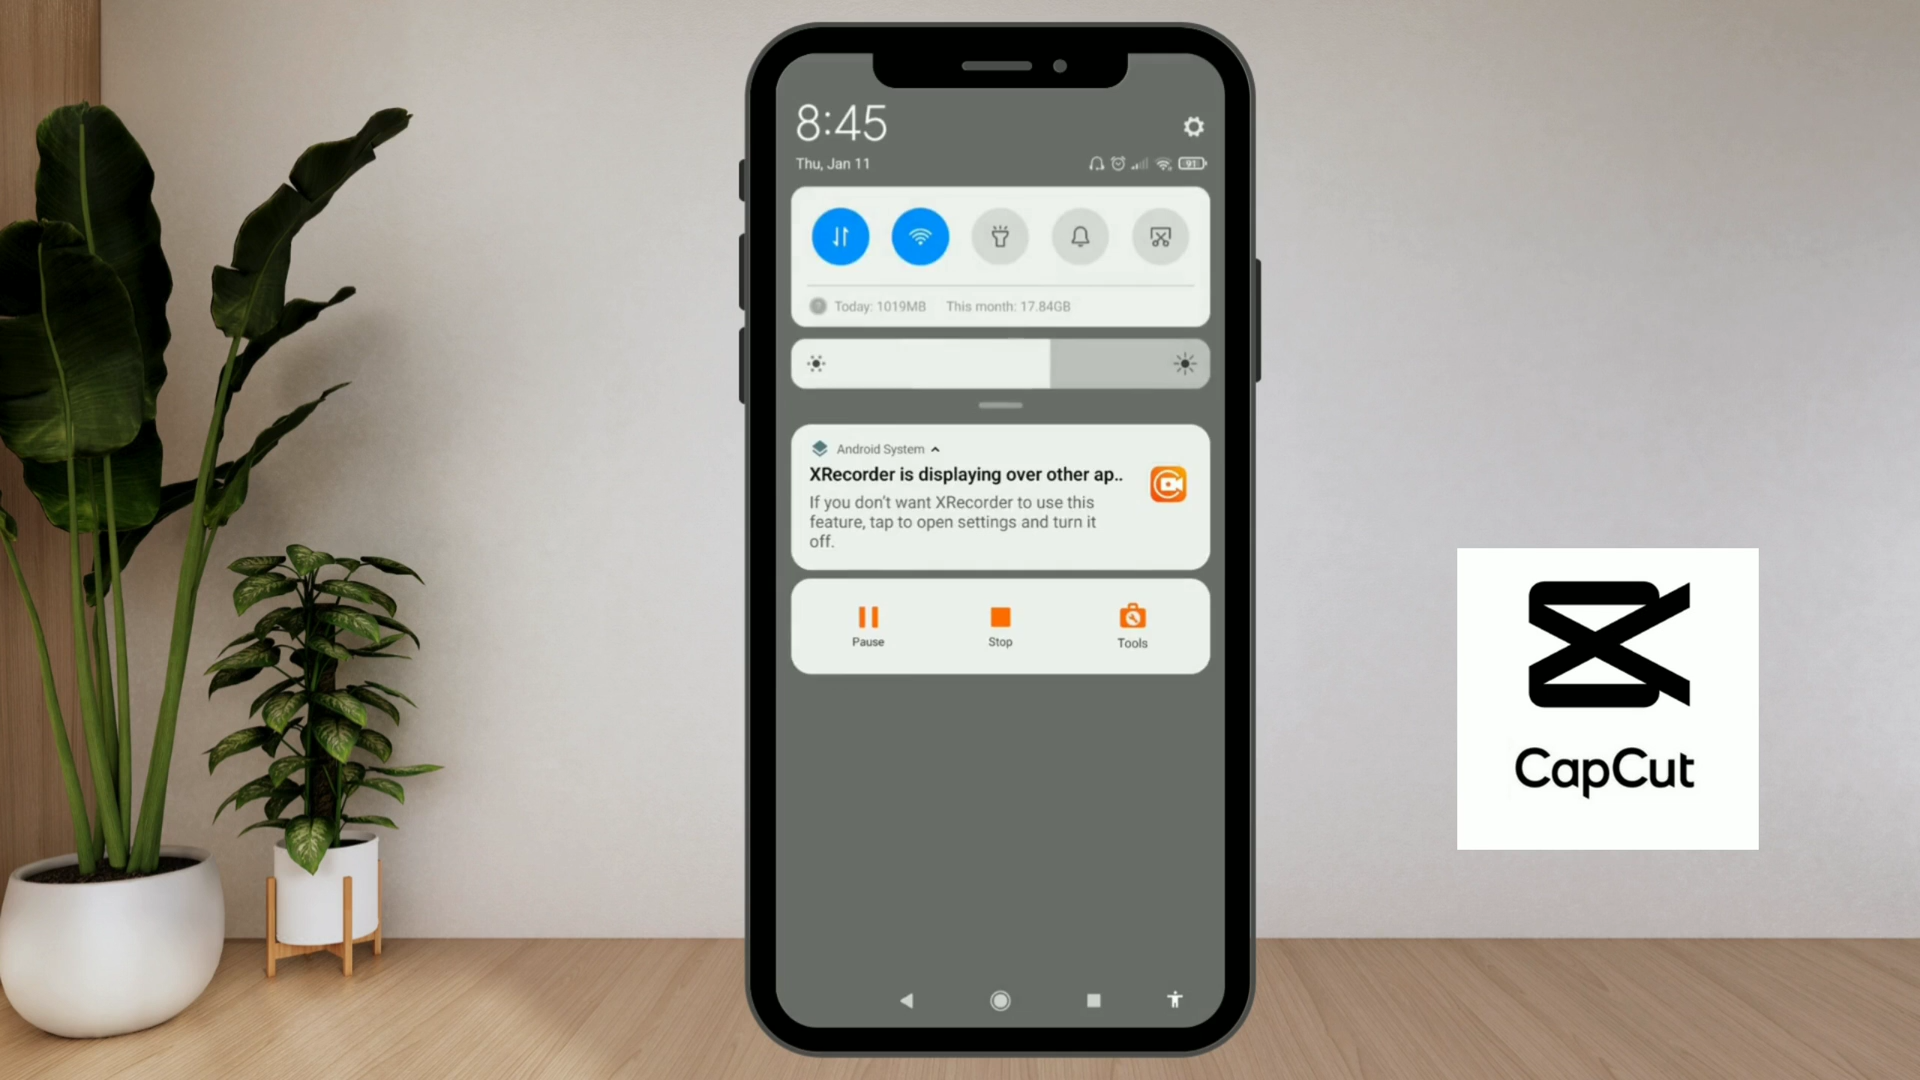 8:45
Thu, Jan 11
91
Today: 1019MB This month: 17.84GB
Android System
XRecorder is displaying over other ap..
If you don't want XRecorder to use this
feature, tap to open settings and turn it
off.
Pause Stop Tools
CapCut